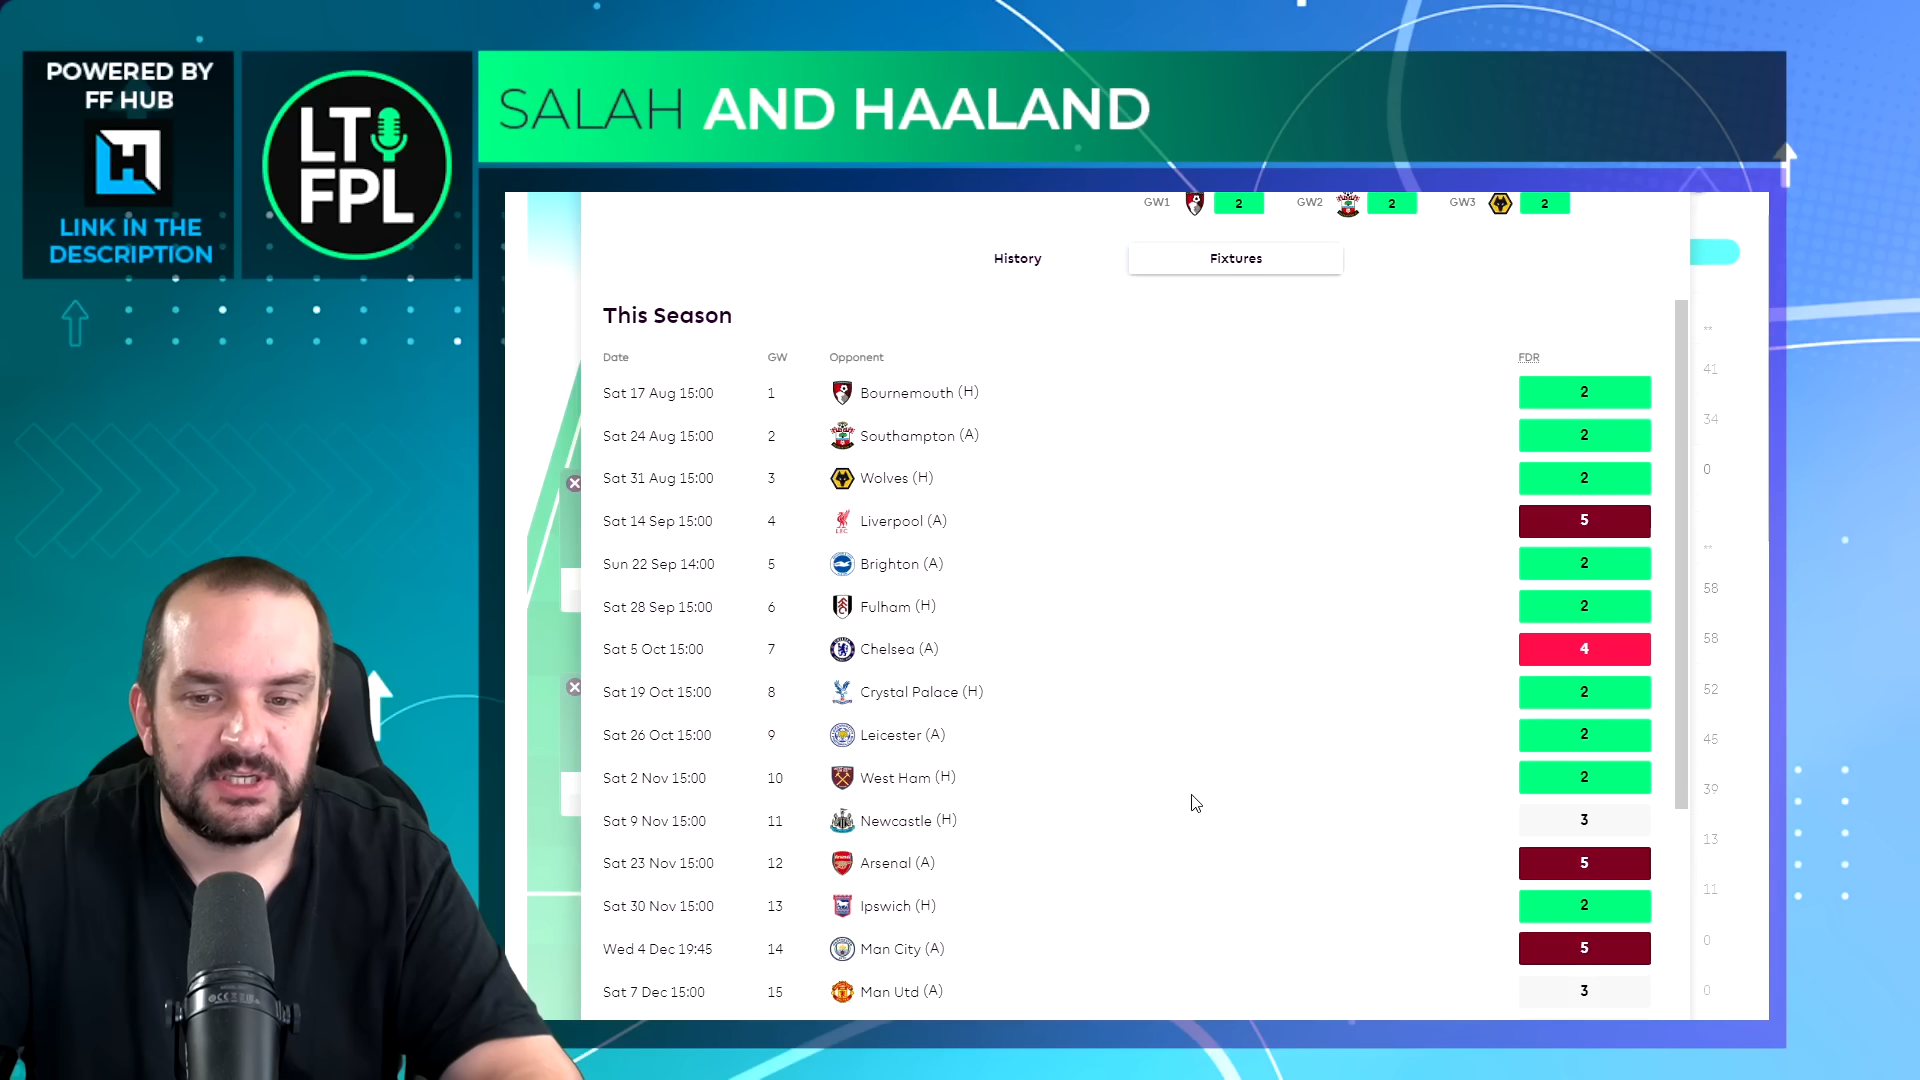 POWERED BY
FF HUB
LINK IN THE
DESCRIPTION
LT
FPL
SALAH AND HAALAND
GW1 2 GW2 2 GW3 2
History Fixtures
This Season
Date GW Opponent FDR
Sat 17 Aug 15:00 1 Bournemouth (H) 2
Sat 24 Aug 15:00 2 Southampton (A) 2
Sat 31 Aug 15:00 3 Wolves (H) 2
Sat 14 Sep 15:00 4 Liverpool (A) 5
Sun 22 Sep 14:00 5 Brighton (A) 2
Sat 28 Sep 15:00 6 Fulham (H) 2
Sat 5 Oct 15:00 7 Chelsea (A) 4
Sat 19 Oct 15:00 8 Crystal Palace (H) 2
Sat 26 Oct 15:00 9 Leicester (A) 2
Sat 2 Nov 15:00 10 West Ham (H) 2
Sat 9 Nov 15:00 11 Newcastle (H) 3
Sat 23 Nov 15:00 12 Arsenal (A) 5
Sat 30 Nov 15:00 13 Ipswich (H) 2
Wed 4 Dec 19:45 14 Man City (A) 5
Sat 7 Dec 15:00 15 Man Utd (A) 3
**
41
34
0
**
58
58
52
45
39
13
11
0
0